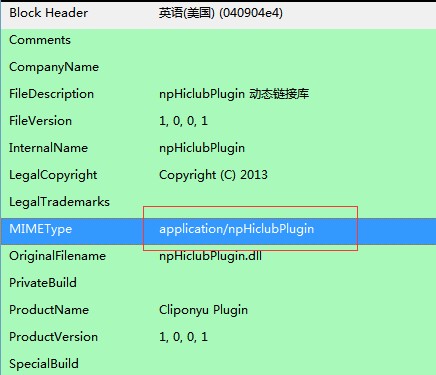 Block Header 英语(美国) (040904e4)
Comments
CompanyName
FileDescription npHiclubPlugin 动态链接库
FileVersion 1, 0, 0, 1
InternalName npHiclubPlugin
LegalCopyright Copyright (C) 2013
LegalTrademarks
MIMEType application/npHiclubPlugin
OriginalFilename npHiclubPlugin.dll
PrivateBuild
ProductName Cliponyu Plugin
ProductVersion 1, 0, 0, 1
SpecialBuild